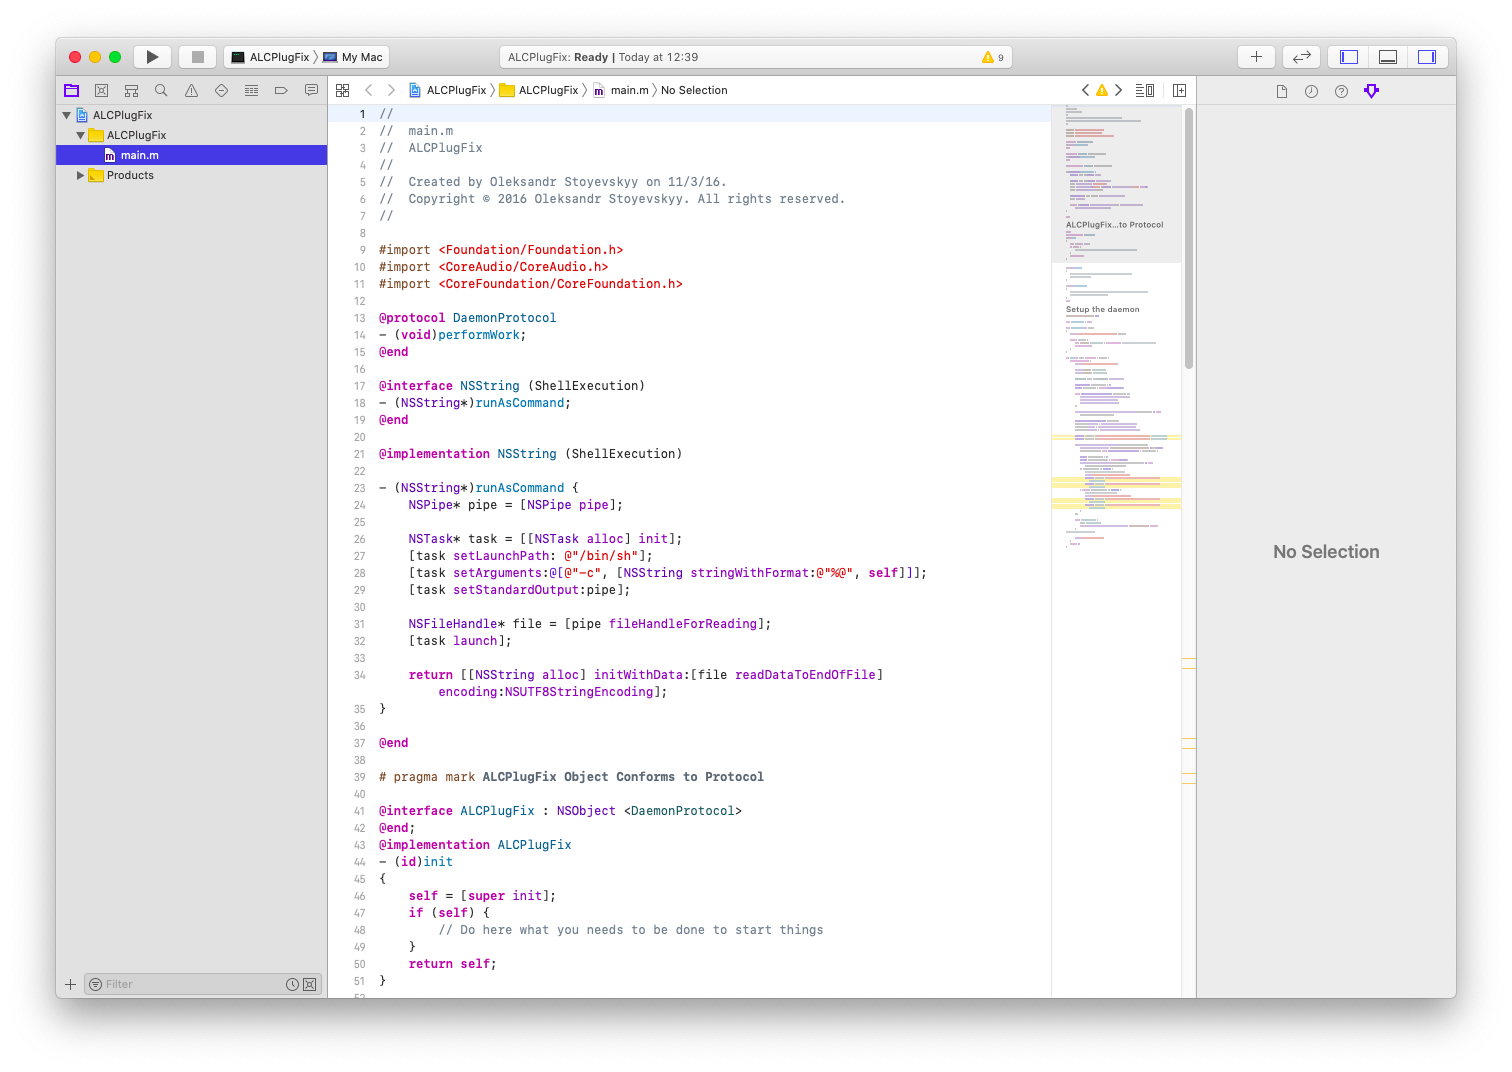 ALCPlugFix My Mac
ALCPlugFix: Ready | Today at 12:39
9
ALCPlugFix
ALCPlugFix
main.m
Products
Filter
ALCPlugFix ALCPlugFix main.m No Selection
1 //
2 //  main.m
3 //  ALCPlugFix
4 //
5 //  Created by Oleksandr Stoyevskyy on 11/3/16.
6 //  Copyright © 2016 Oleksandr Stoyevskyy. All rights reserved.
7 //
8
9 #import <Foundation/Foundation.h>
10 #import <CoreAudio/CoreAudio.h>
11 #import <CoreFoundation/CoreFoundation.h>
12
13 @protocol DaemonProtocol
14 - (void)performWork;
15 @end
16
17 @interface NSString (ShellExecution)
18 - (NSString*)runAsCommand;
19 @end
20
21 @implementation NSString (ShellExecution)
22
23 - (NSString*)runAsCommand {
24     NSPipe* pipe = [NSPipe pipe];
25
26     NSTask* task = [[NSTask alloc] init];
27     [task setLaunchPath: @"/bin/sh"];
28     [task setArguments:@[@"-c", [NSString stringWithFormat:@"%@", self]]];
29     [task setStandardOutput:pipe];
30
31     NSFileHandle* file = [pipe fileHandleForReading];
32     [task launch];
33
34     return [[NSString alloc] initWithData:[file readDataToEndOfFile]
        encoding:NSUTF8StringEncoding];
35 }
36
37 @end
38
39 # pragma mark ALCPlugFix Object Conforms to Protocol
40
41 @interface ALCPlugFix : NSObject <DaemonProtocol>
42 @end;
43 @implementation ALCPlugFix
44 - (id)init
45 {
46     self = [super init];
47     if (self) {
48         // Do here what you needs to be done to start things
49     }
50     return self;
51 }
52
ALCPlugFix...to Protocol
Setup the daemon
No Selection